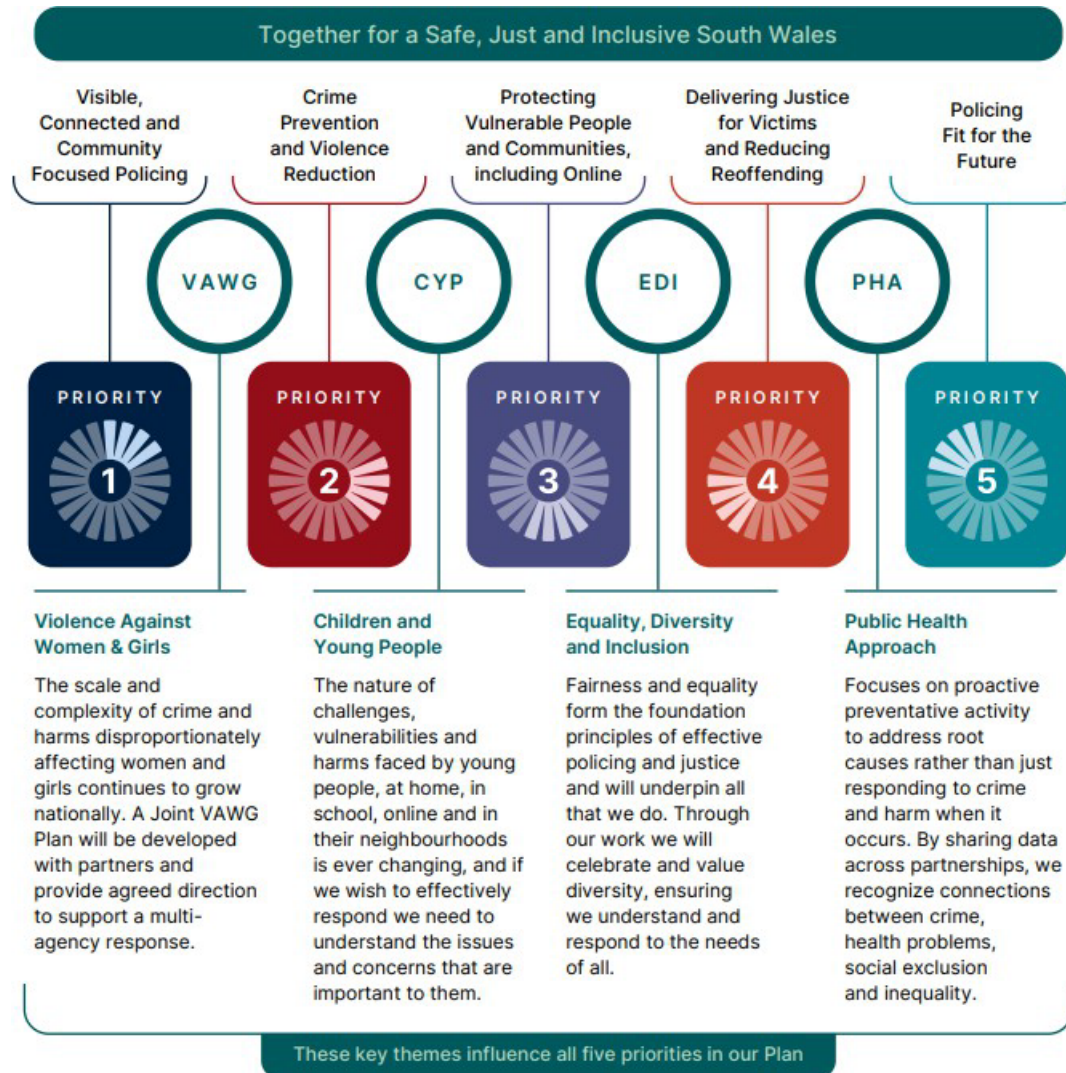 Together for a Safe, Just and Inclusive South Wales
Visible,
Connected and
Community
Focused Policing
Crime
Prevention
and Violence
Reduction
Protecting
Vulnerable People
and Communities,
including Online
Delivering Justice
for Victims
and Reducing
Reoffending
Policing
Fit for the
Future
VAWG
CYP
EDI
PHA
PRIORITY
1
PRIORITY
2
PRIORITY
3
PRIORITY
4
PRIORITY
5
Violence Against
Women & Girls
The scale and
complexity of crime and
harms disproportionately
affecting women and
girls continues to grow
nationally. A Joint VAWG
Plan will be developed
with partners and
provide agreed direction
to support a multi-
agency response.
Children and
Young People
The nature of
challenges,
vulnerabilities and
harms faced by young
people, at home, in
school, online and in
their neighbourhoods
is ever changing, and if
we wish to effectively
respond we need to
understand the issues
and concerns that are
important to them.
Equality, Diversity
and Inclusion
Fairness and equality
form the foundation
principles of effective
policing and justice
and will underpin all
that we do. Through
our work we will
celebrate and value
diversity, ensuring
we understand and
respond to the needs
of all.
Public Health
Approach
Focuses on proactive
preventative activity
to address root
causes rather than just
responding to crime
and harm when it
occurs. By sharing data
across partnerships, we
recognize connections
between crime,
health problems,
social exclusion
and inequality.
These key themes influence all five priorities in our Plan